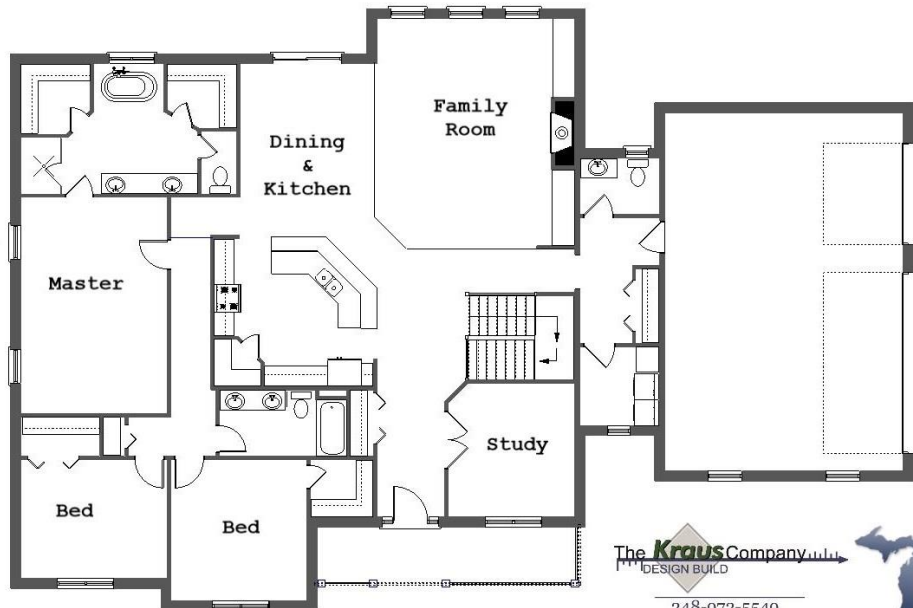 Family
Room
Dining
&
Kitchen
Master
Study
Bed
Bed
The Kraus Company
DESIGN BUILD